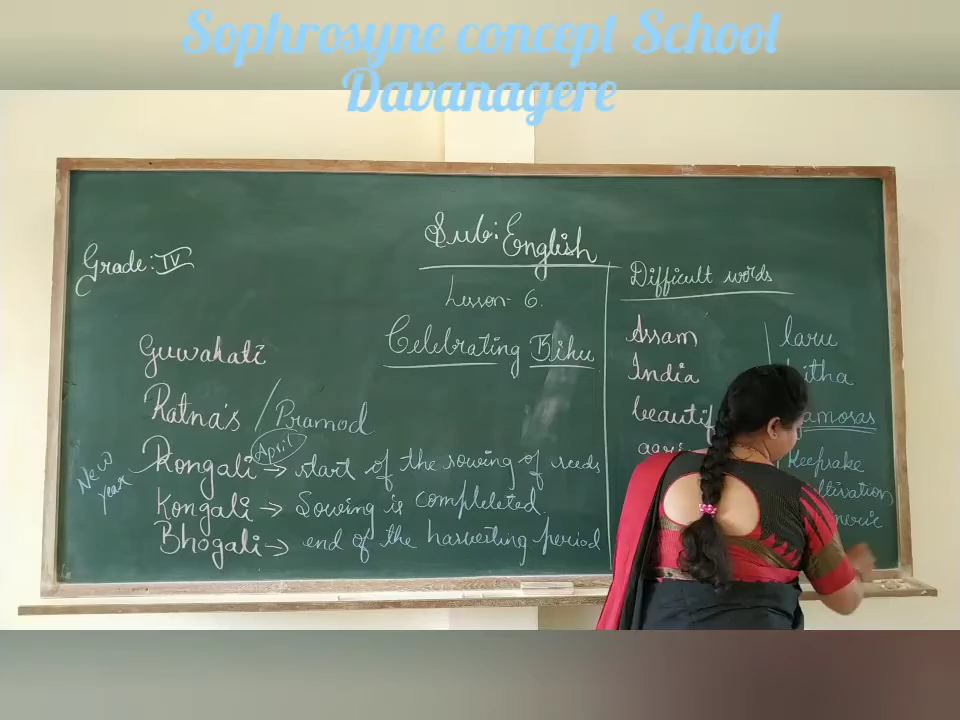 Sophrosyne concept School
Davanagere
Sub: English
Grade: IV
Lesson- 6.
Celebrating Bihu
Guwahati
Ratna's / Pramod
April
New Year
Rongali → start of the sowing of seeds
Kongali → Sowing is completed.
Bhogali → end of the harvesting period
Difficult words
Assam
India
laru
Keepsake